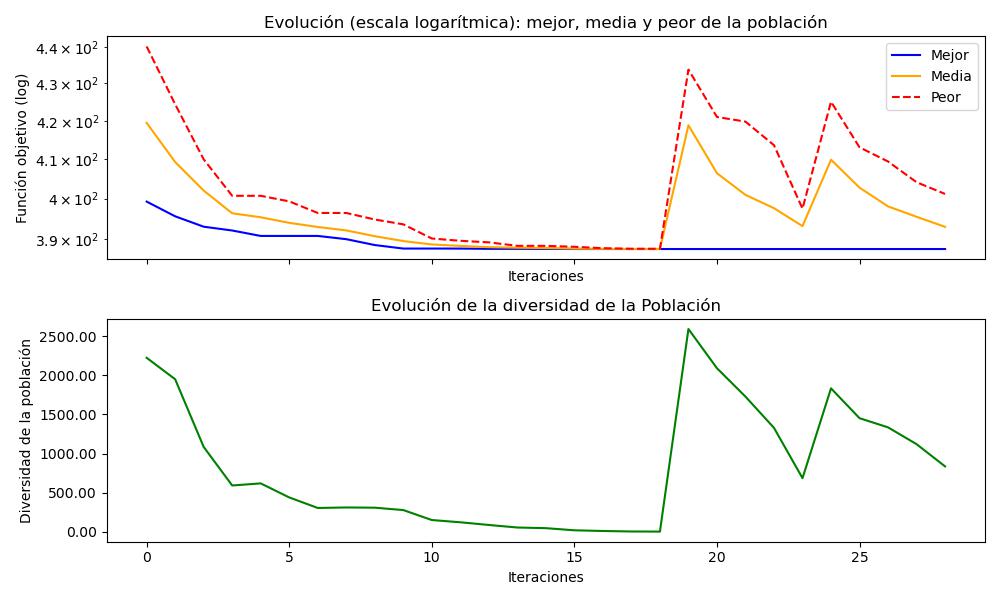 Evolución (escala logarítmica): mejor, media y peor de la población
Función objetivo (log)
4.4 × 10²
4.3 × 10²
4.2 × 10²
4.1 × 10²
4 × 10²
3.9 × 10²
Mejor
Media
Peor
Iteraciones
Evolución de la diversidad de la Población
Diversidad de la población
2500.00
2000.00
1500.00
1000.00
500.00
0.00
0 5 10 15 20 25
Iteraciones